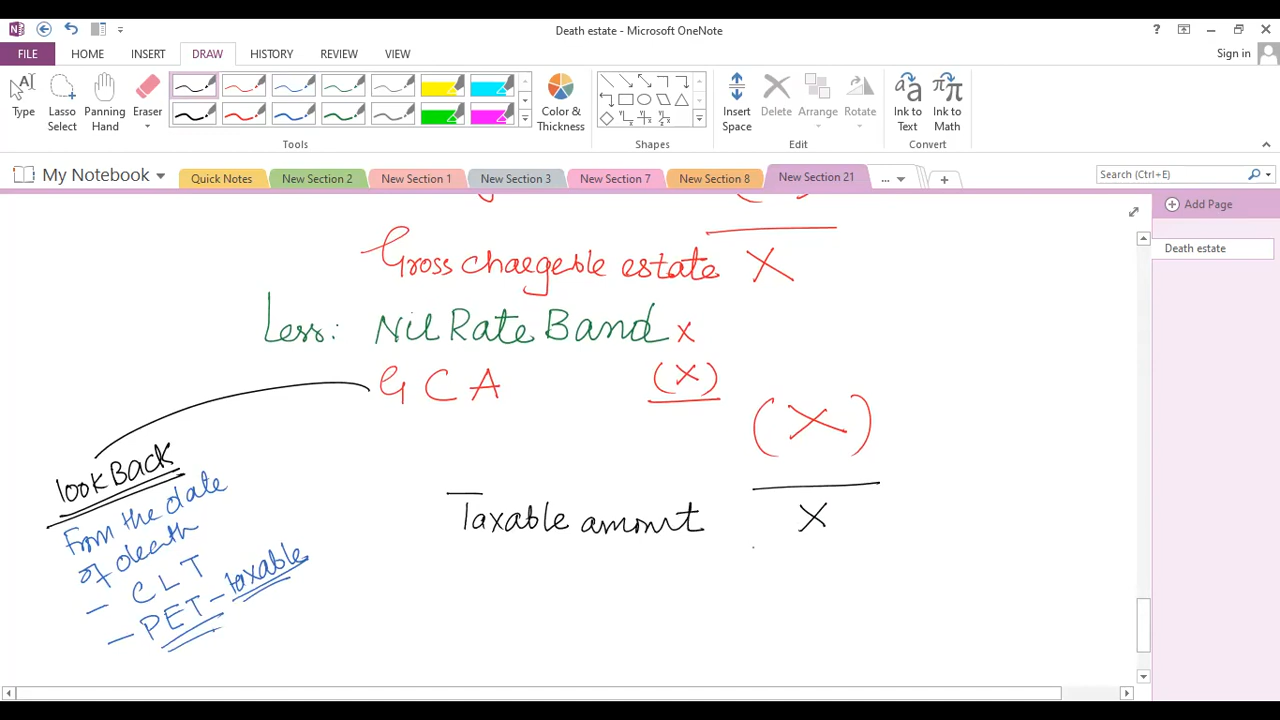 Death estate - Microsoft OneNote
?
FILE HOME INSERT DRAW HISTORY REVIEW VIEW
Sign in
Type
Lasso Select
Panning Hand
Eraser
Color & Thickness
Insert Space
Delete
Arrange
Rotate
Ink to Text
Ink to Math
Tools
Shapes
Edit
Convert
My Notebook
Quick Notes
New Section 2
New Section 1
New Section 3
New Section 7
New Section 8
New Section 21
...
Search (Ctrl+E)
Add Page
Death estate
Gross chargeable estate X
Less: Nil Rate Band x
G C A (X)
(X)
Taxable amount X
lookBack
From the date
of death
- CLT
- PET - taxable